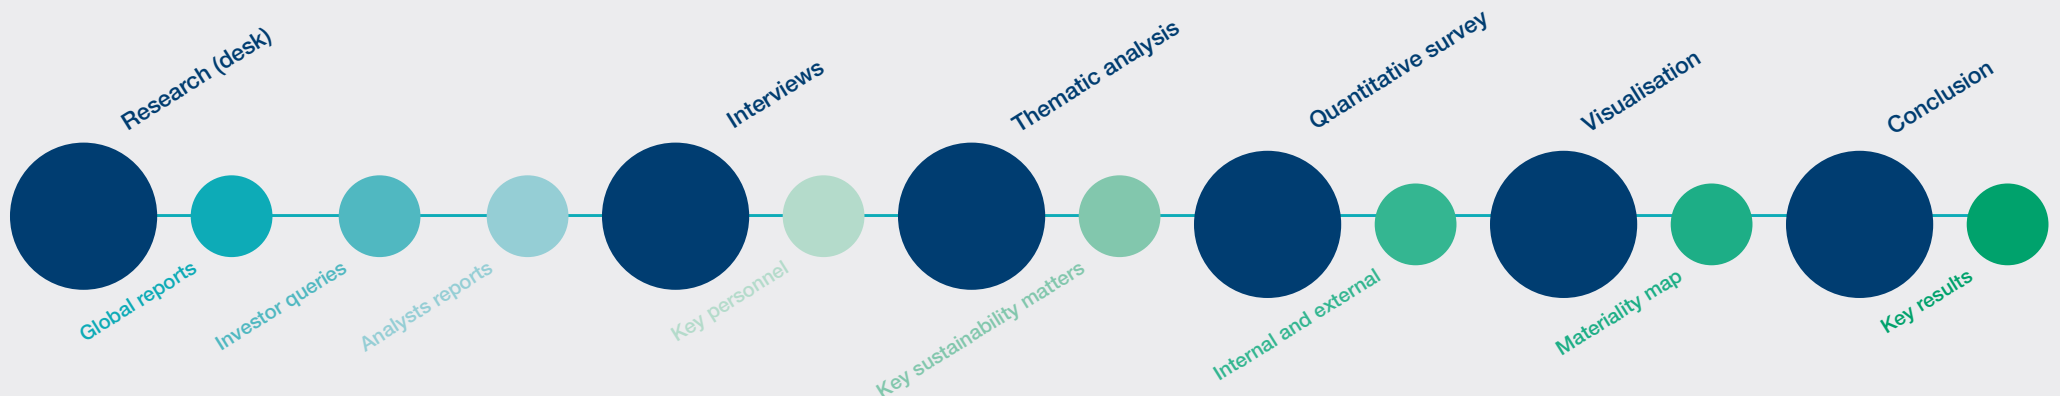 Research (desk)
Global reports
Investor queries
Analysts reports
Interviews
Key personnel
Thematic analysis
Key sustainability matters
Quantitative survey
Internal and external
Visualisation
Materiality map
Conclusion
Key results